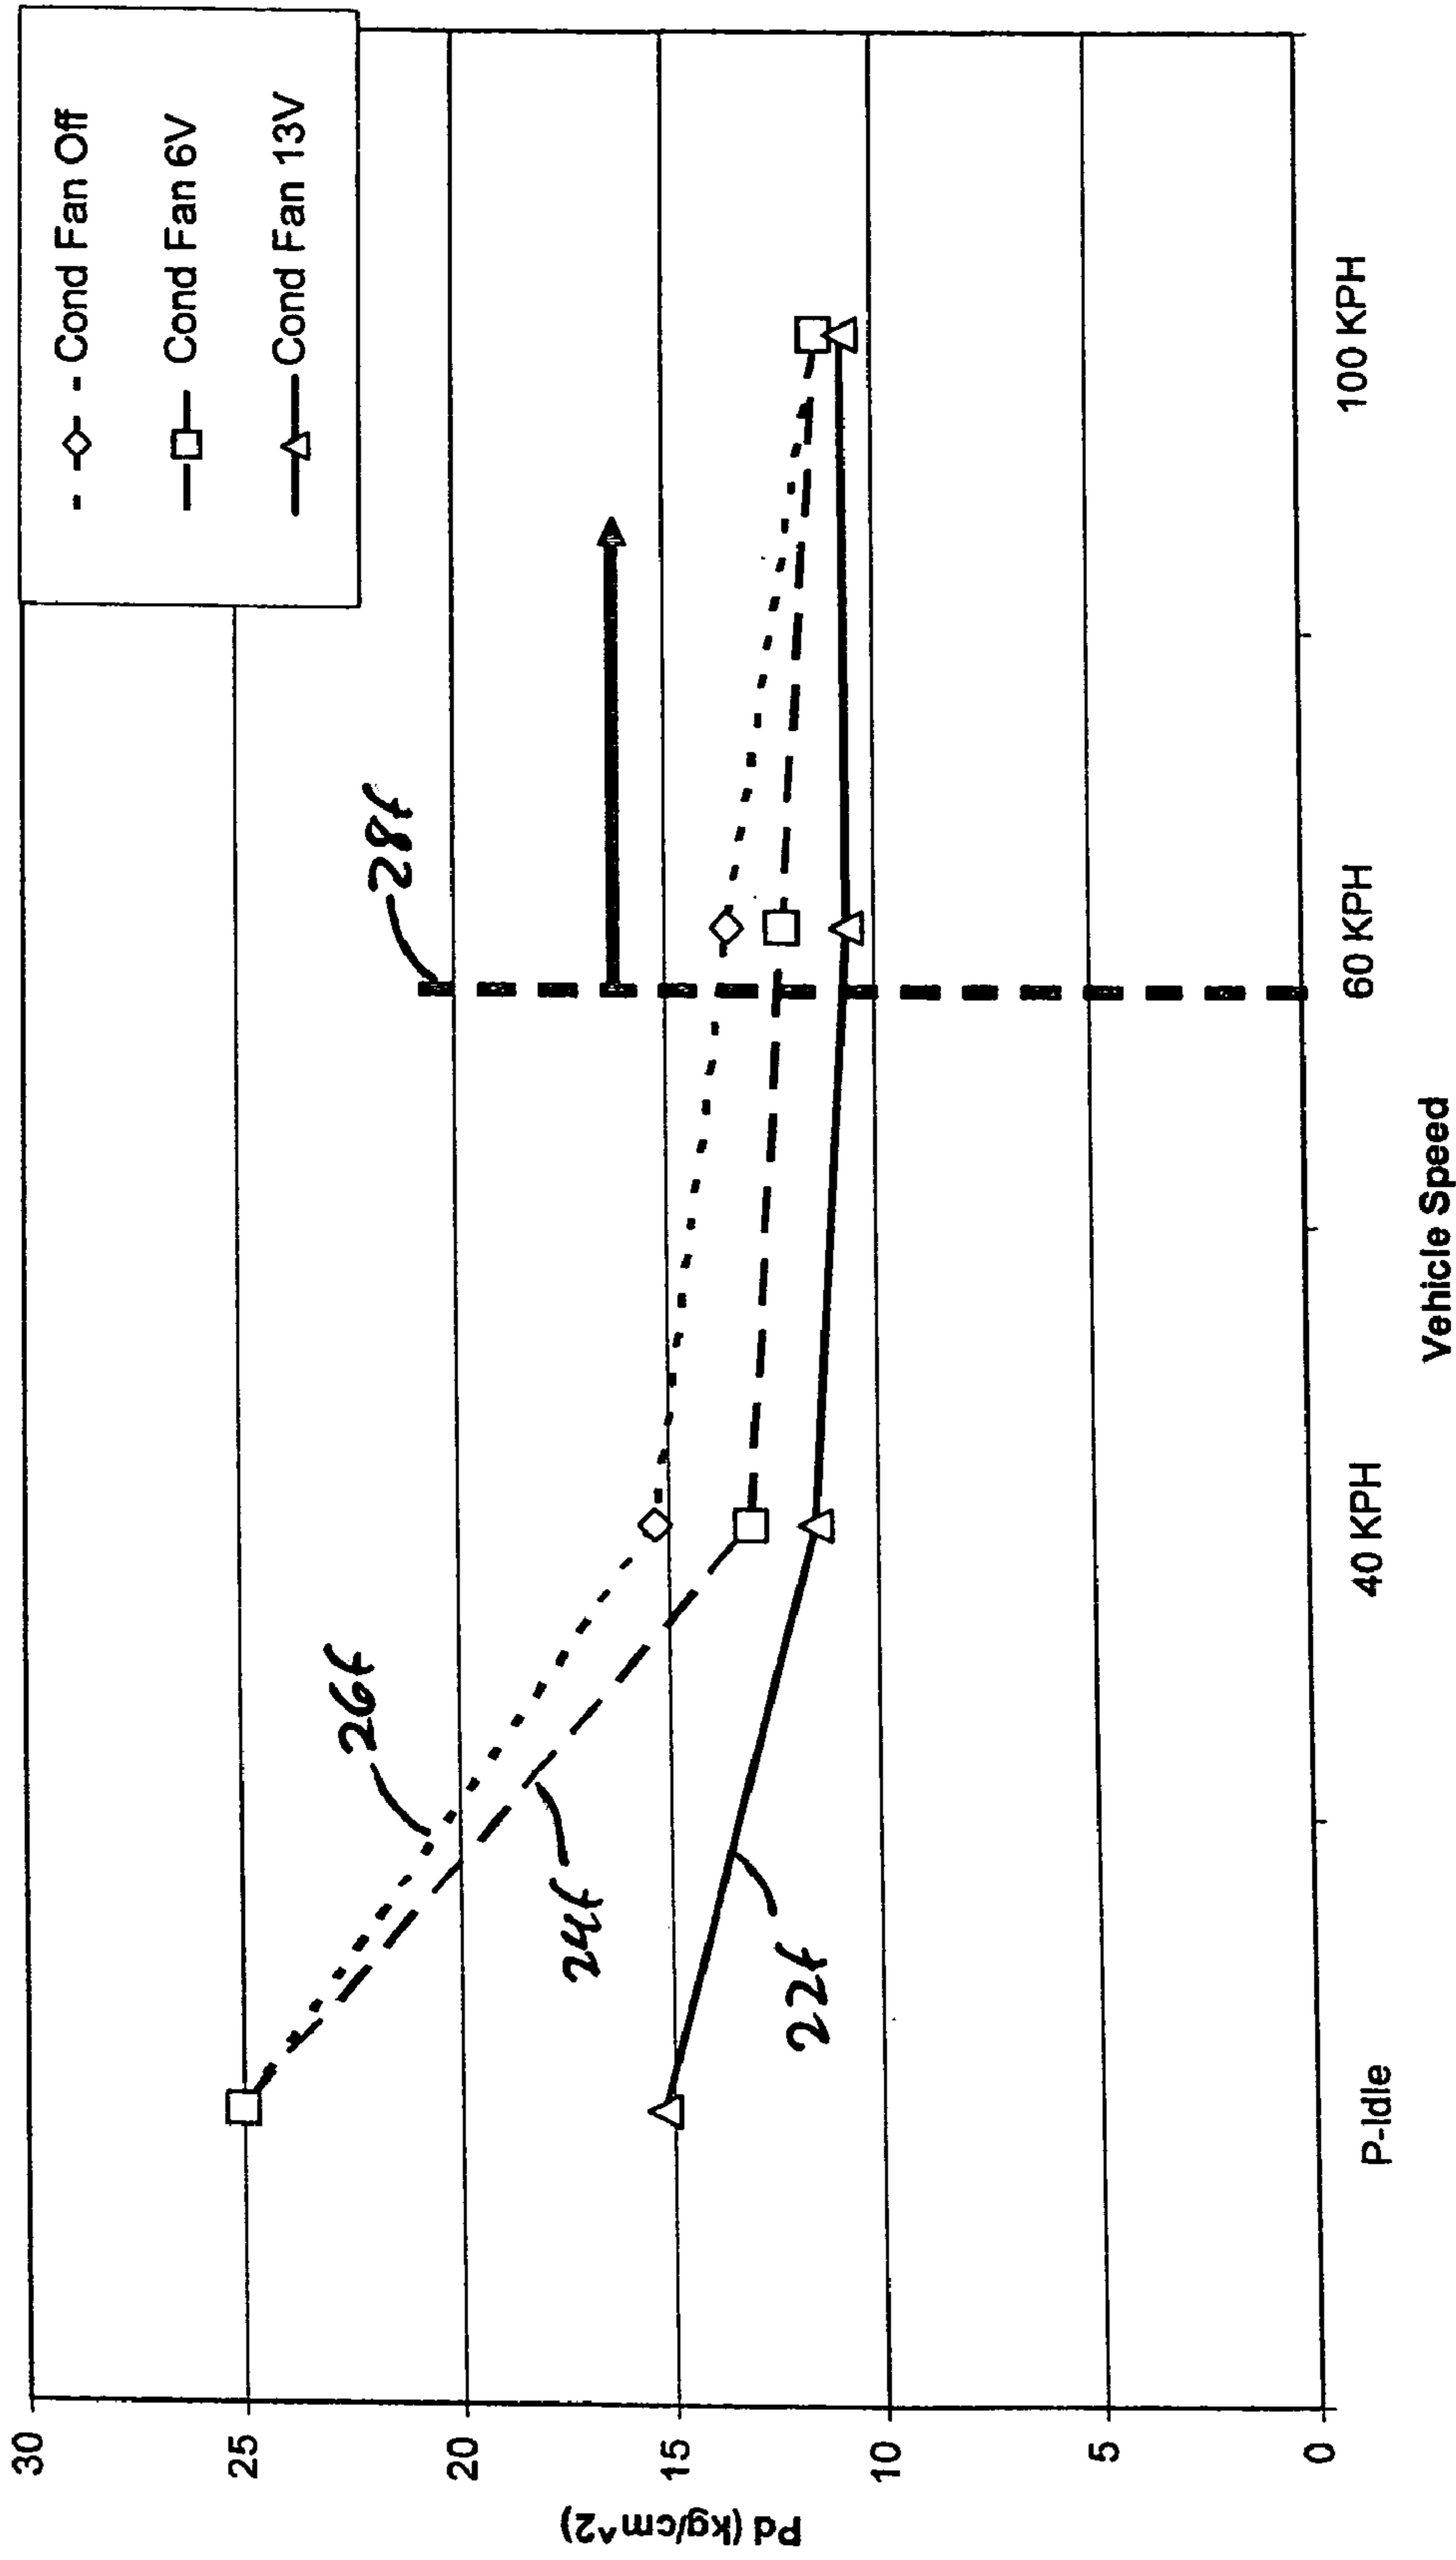 Cond Fan Off
Cond Fan 6V
Cond Fan 13V
30
25
20
15
10
5
0
Pd (kg/cm^2)
28f
26f
24f
22f
P-Idle
40 KPH
60 KPH
100 KPH
Vehicle Speed